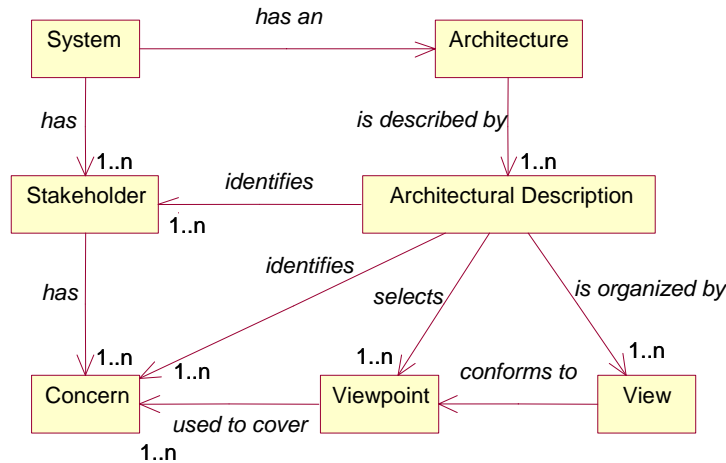 has an
System
Architecture
has
is described by
1..n
1..n
Stakeholder
identifies
Architectural Description
1..n
identifies
has
selects
is organized by
1..n
1..n
1..n
1..n
conforms to
Concern
Viewpoint
View
used to cover
1..n